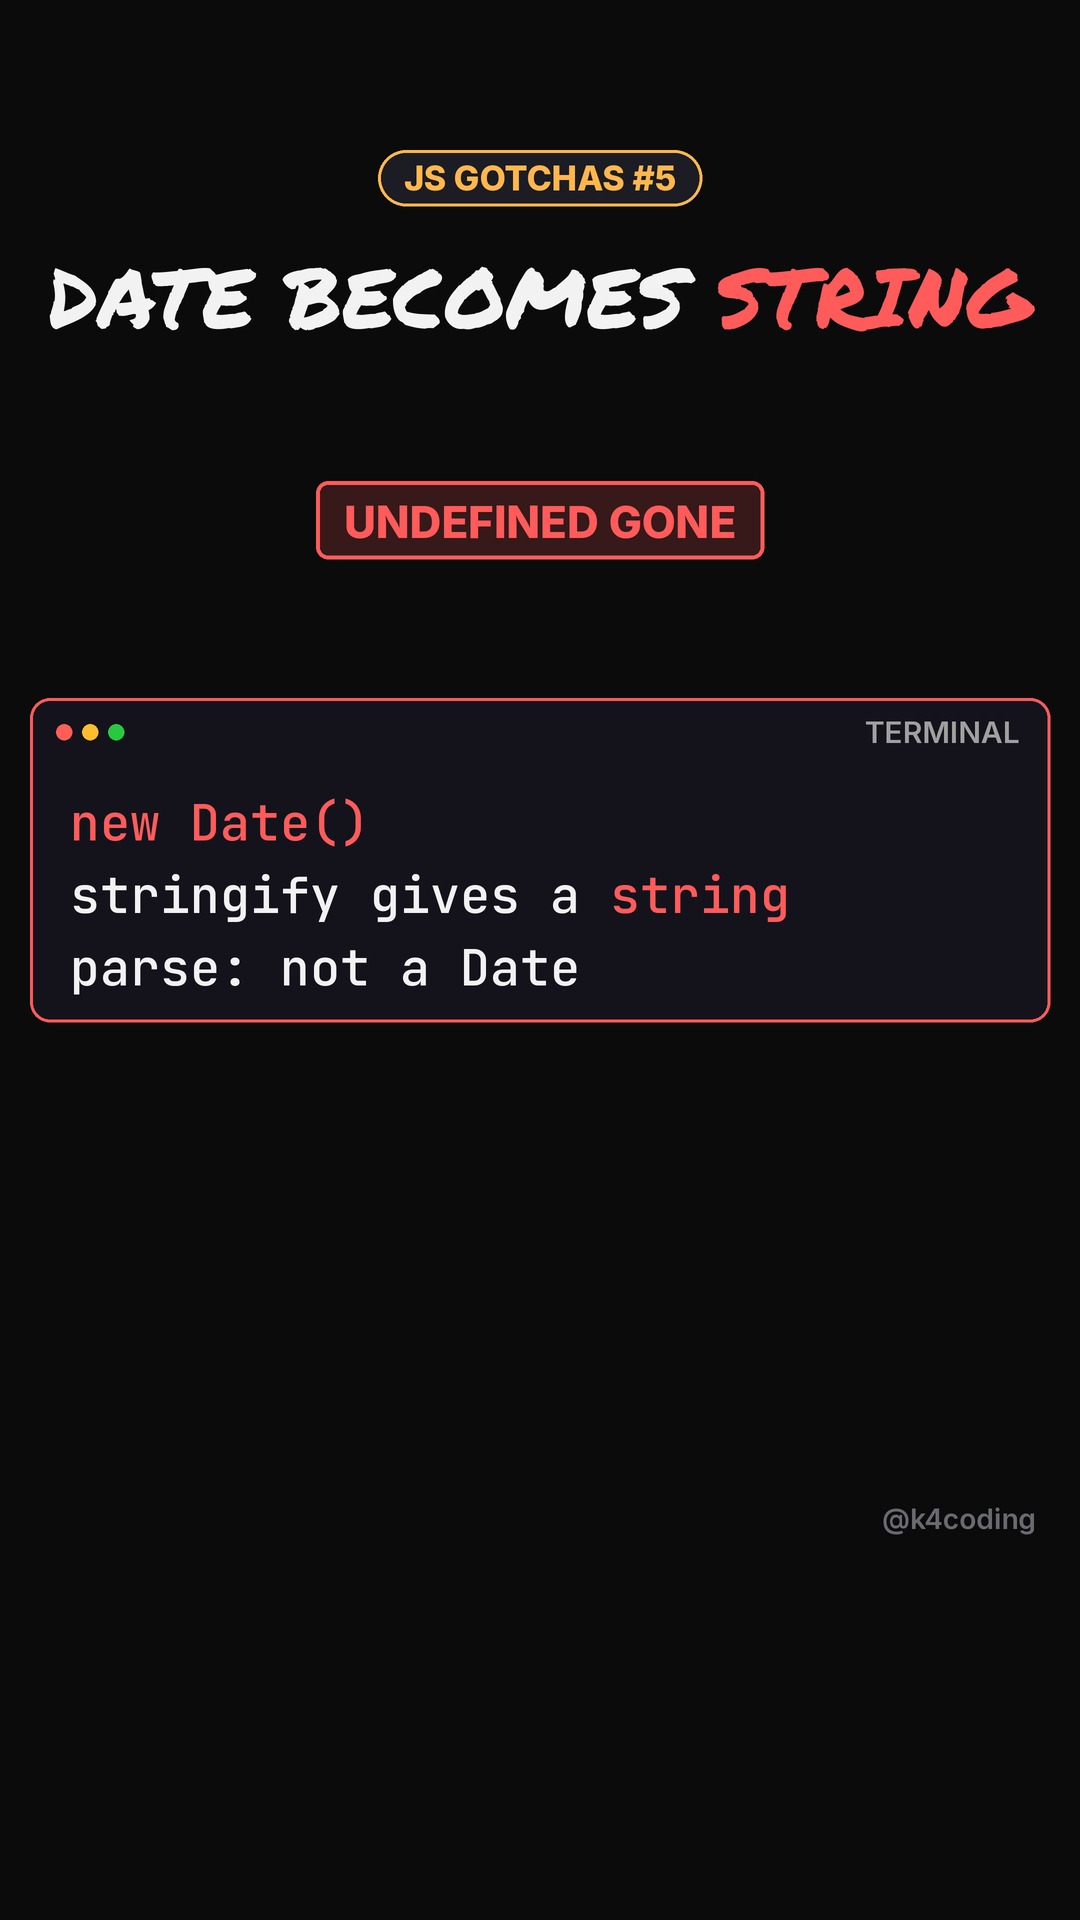 JS GOTCHAS #5
DATE BECOMES STRING
UNDEFINED GONE
TERMINAL
new Date()
stringify gives a string
parse: not a Date
@k4coding